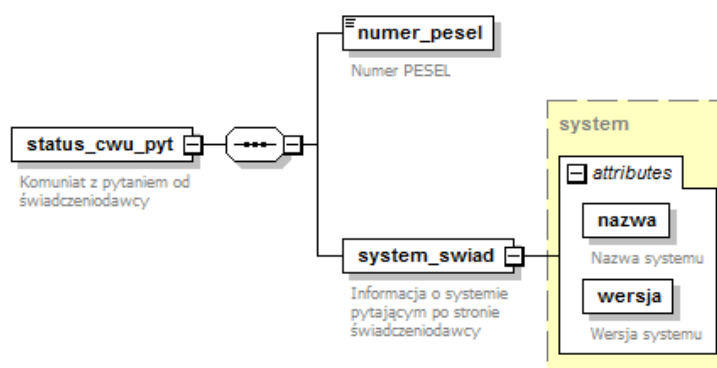 numer_pesel
Numer PESEL
status_cwu_pyt
Komuniat z pytaniem od
świadczeniodawcy
system
attributes
nazwa
Nazwa systemu
system_swiad
Informacja o systemie
pytającym po stronie
świadczeniodawcy
wersja
Wersja systemu